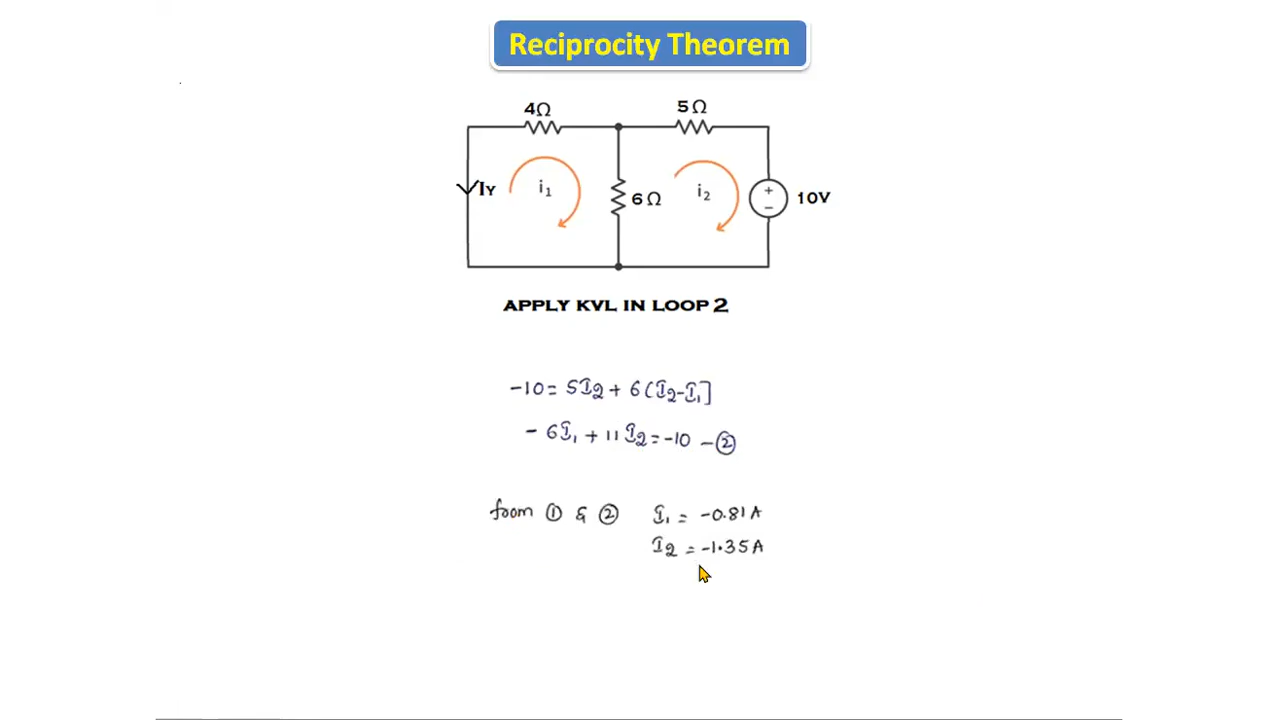 Reciprocity Theorem
4Ω 5Ω
IY i1 6Ω i2 + − 10V
APPLY KVL IN LOOP 2
-10 = 5I2 + 6(I2-I1]
- 6I1 + 11I2 = -10 - ②
from ① & ② I1 = -0.81A
I2 = -1.35A